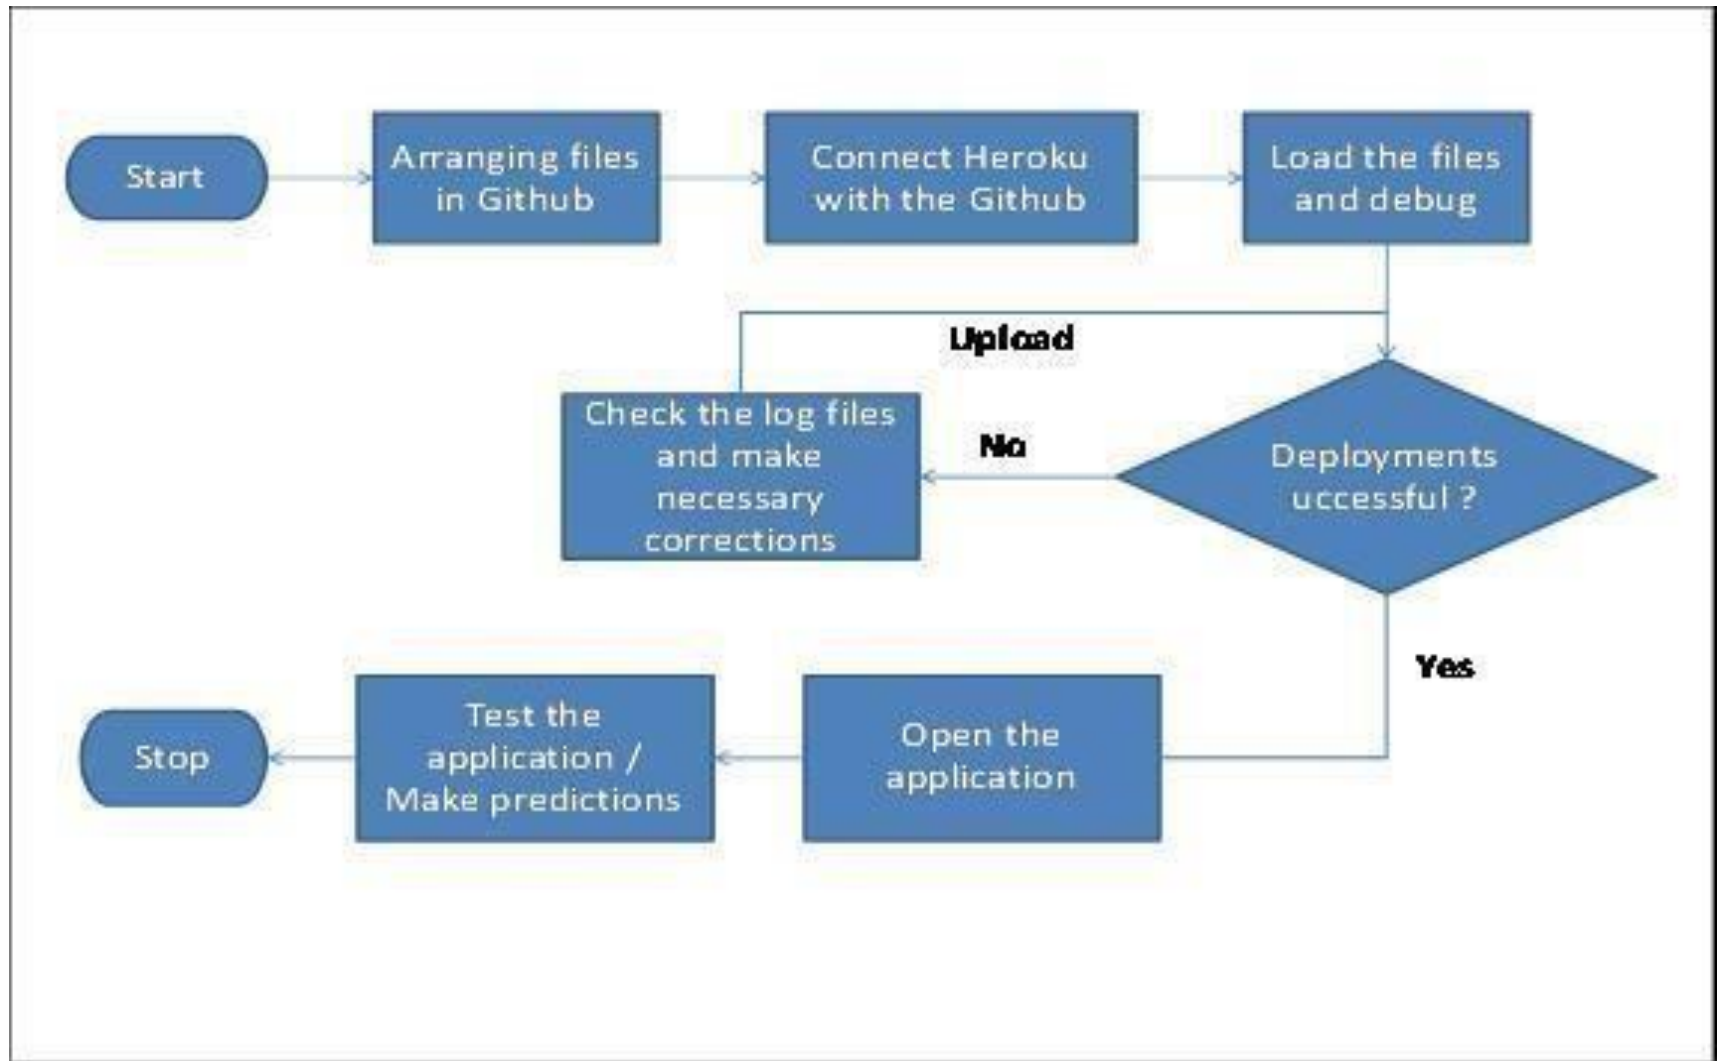 Start
Arranging files
in Github
Connect Heroku
with the Github
Load the files
and debug
Upload
Check the log files
and make
necessary
corrections
No
Deployments
uccessful ?
Yes
Open the
application
Test the
application /
Make predictions
Stop